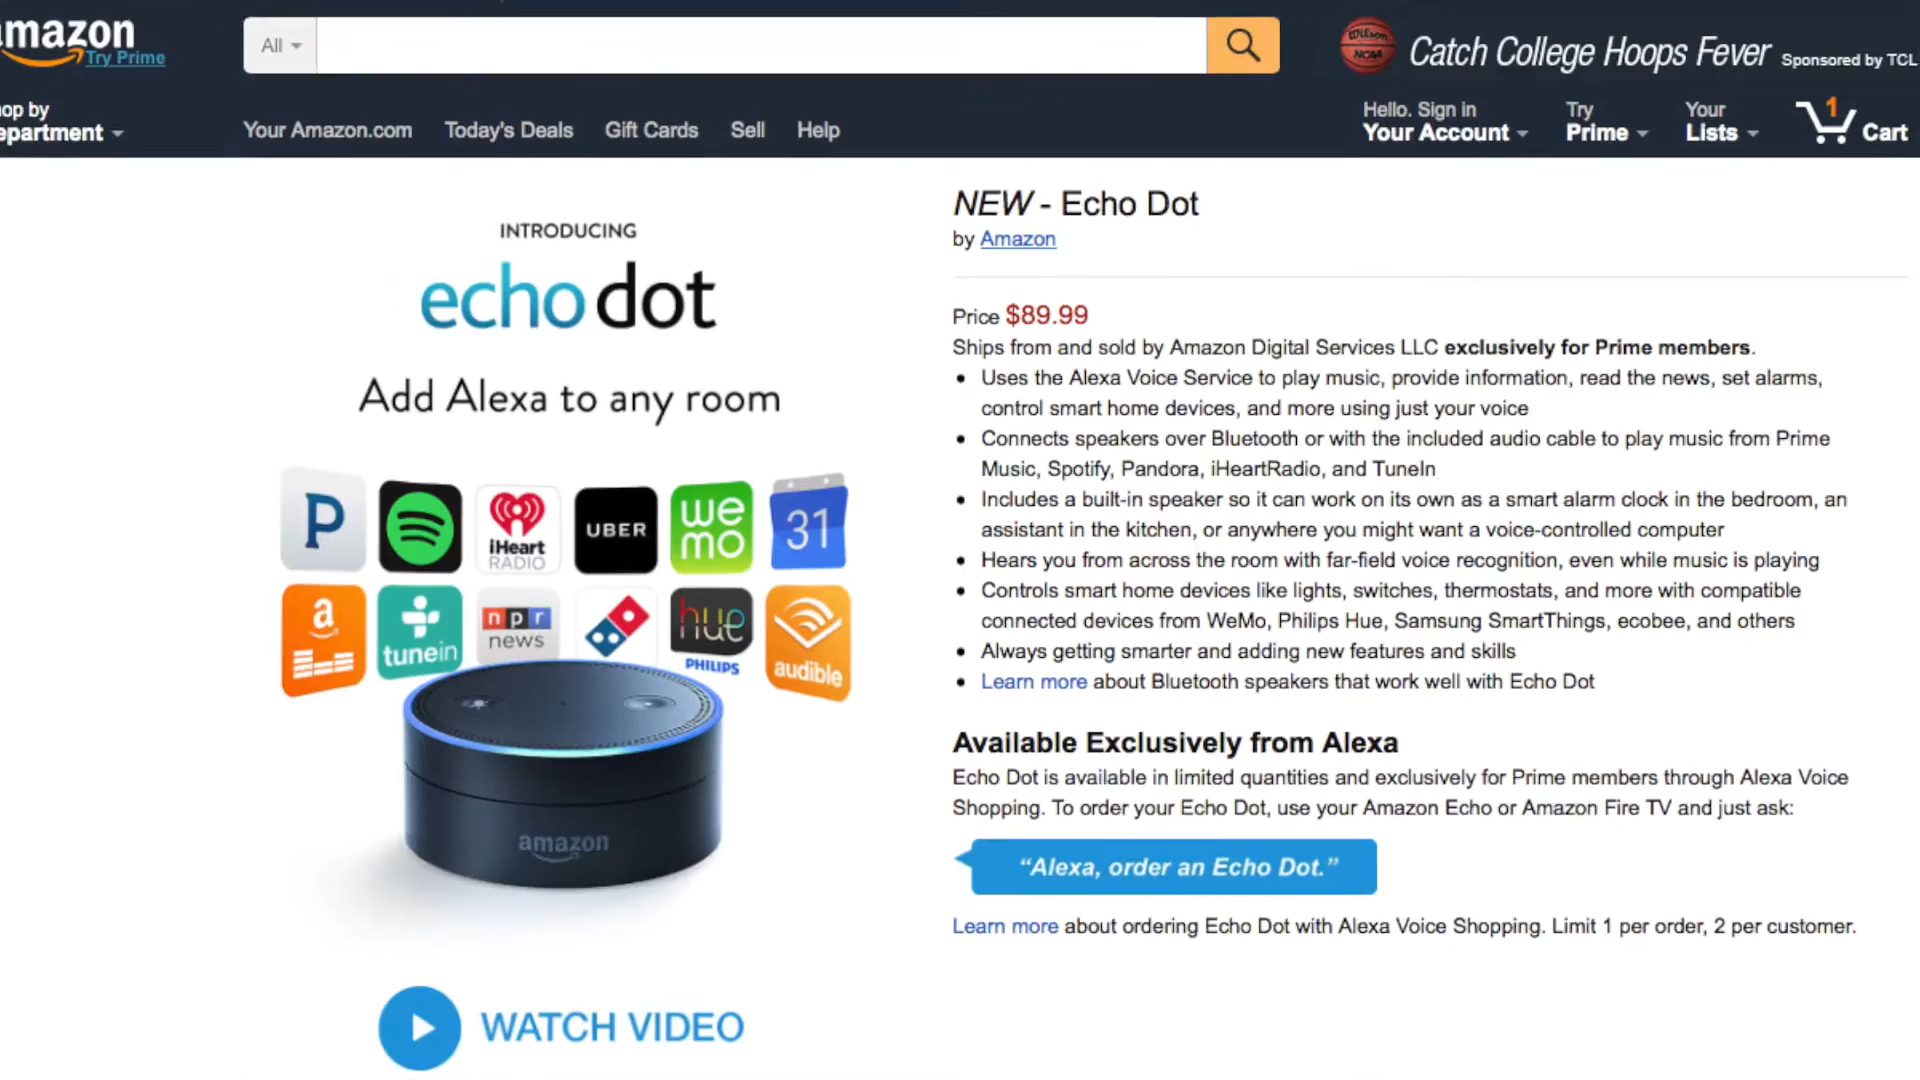 amazon
Try Prime
All
Wilson
NCAA
Catch College Hoops Fever Sponsored by TCL
op by
epartment
Your Amazon.com Today's Deals Gift Cards Sell Help
Hello. Sign in
Your Account
Try
Prime
Your
Lists
1
Cart
INTRODUCING
echo dot
Add Alexa to any room
P
iHeart
RADIO
UBER
we
mo
31
a
tunein
npr
news
hue
PHILIPS
audible
amazon
WATCH VIDEO
NEW - Echo Dot
by Amazon
Price $89.99
Ships from and sold by Amazon Digital Services LLC exclusively for Prime members.
• Uses the Alexa Voice Service to play music, provide information, read the news, set alarms,
control smart home devices, and more using just your voice
• Connects speakers over Bluetooth or with the included audio cable to play music from Prime
Music, Spotify, Pandora, iHeartRadio, and TuneIn
• Includes a built-in speaker so it can work on its own as a smart alarm clock in the bedroom, an
assistant in the kitchen, or anywhere you might want a voice-controlled computer
• Hears you from across the room with far-field voice recognition, even while music is playing
• Controls smart home devices like lights, switches, thermostats, and more with compatible
connected devices from WeMo, Philips Hue, Samsung SmartThings, ecobee, and others
• Always getting smarter and adding new features and skills
• Learn more about Bluetooth speakers that work well with Echo Dot
Available Exclusively from Alexa
Echo Dot is available in limited quantities and exclusively for Prime members through Alexa Voice
Shopping. To order your Echo Dot, use your Amazon Echo or Amazon Fire TV and just ask:
“Alexa, order an Echo Dot.”
Learn more about ordering Echo Dot with Alexa Voice Shopping. Limit 1 per order, 2 per customer.